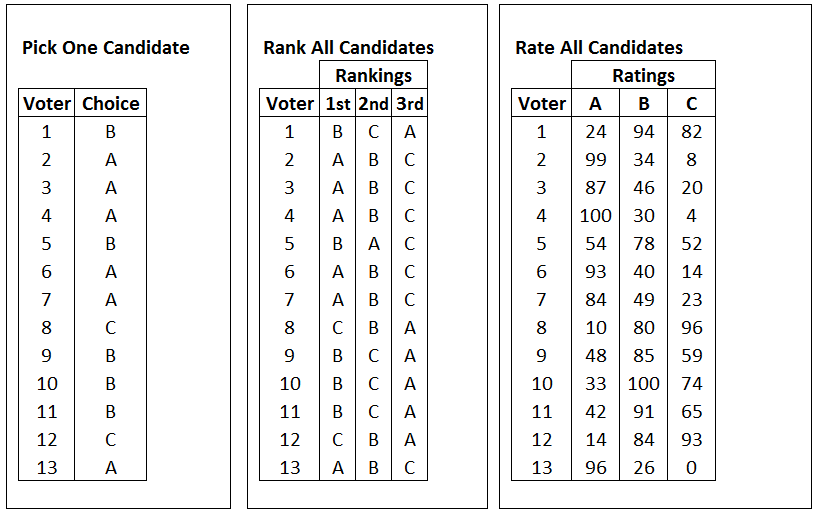 Pick One Candidate
Voter Choice
1 B
2 A
3 A
4 A
5 B
6 A
7 A
8 C
9 B
10 B
11 B
12 C
13 A
Rank All Candidates
Rankings
Voter 1st 2nd 3rd
1 B C A
2 A B C
3 A B C
4 A B C
5 B A C
6 A B C
7 A B C
8 C B A
9 B C A
10 B C A
11 B C A
12 C B A
13 A B C
Rate All Candidates
Ratings
Voter A B C
1 24 94 82
2 99 34 8
3 87 46 20
4 100 30 4
5 54 78 52
6 93 40 14
7 84 49 23
8 10 80 96
9 48 85 59
10 33 100 74
11 42 91 65
12 14 84 93
13 96 26 0